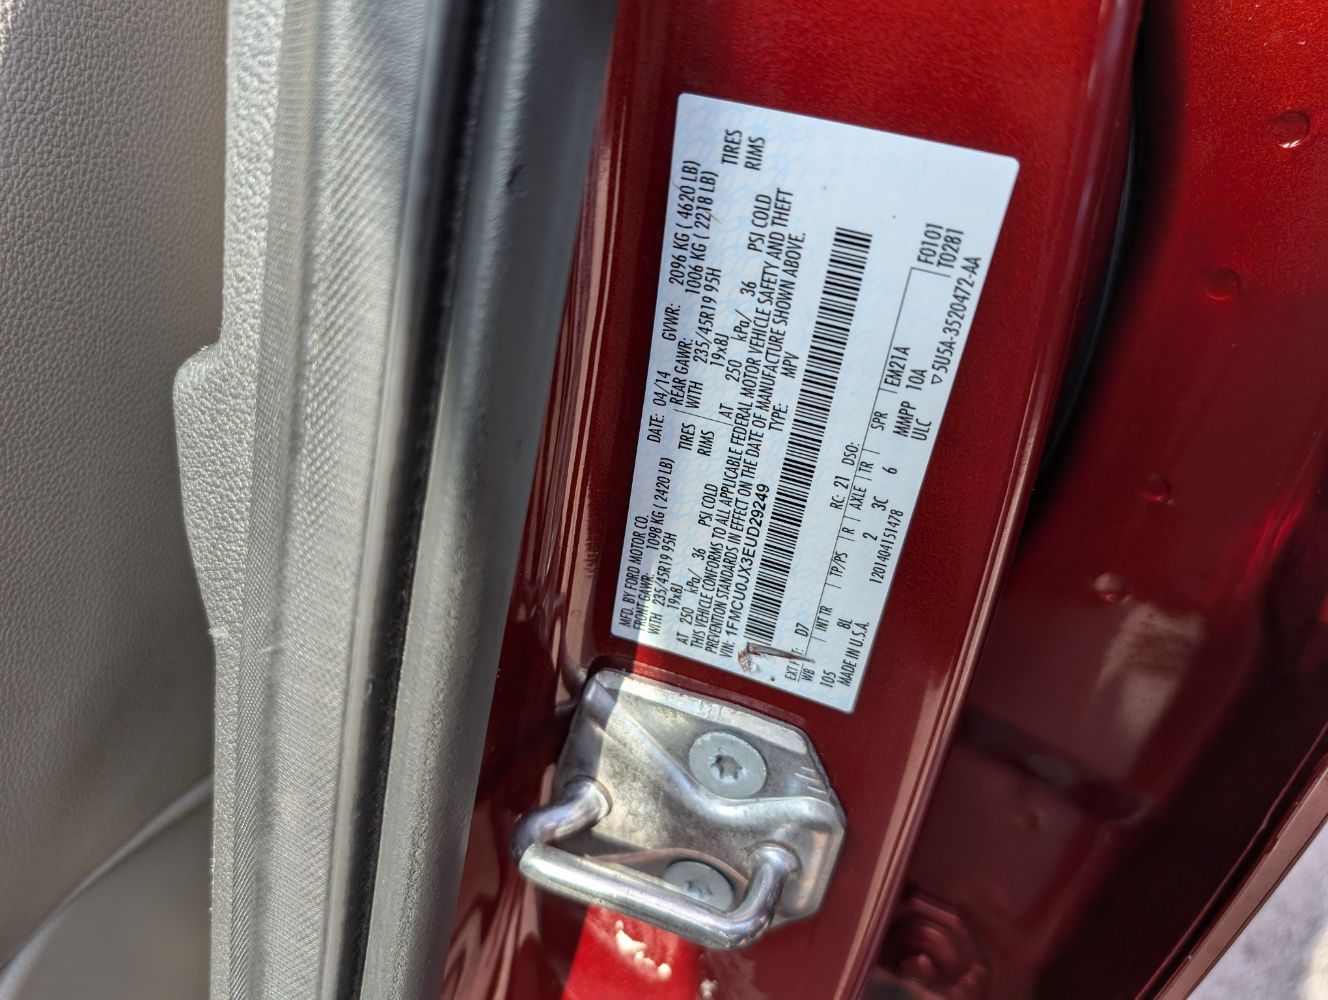 MFD. BY FORD MOTOR CO.
DATE: 04/14 GVWR: 2096 KG ( 4620 LB)
FRONT GAWR: 1098 KG ( 2420 LB) REAR GAWR: 1006 KG ( 2218 LB)
WITH 235/45R19 95H TIRES WITH 235/45R19 95H TIRES
19x8J RIMS 19x8J RIMS
AT 250 kPa/ 36 PSI COLD AT 250 kPa/ 36 PSI COLD
THIS VEHICLE CONFORMS TO ALL APPLICABLE FEDERAL MOTOR VEHICLE SAFETY AND THEFT
PREVENTION STANDARDS IN EFFECT ON THE DATE OF MANUFACTURE SHOWN ABOVE.
VIN: 1FMCU0JX3EUD29249 TYPE: MPV
EXT D7 RC: 21 DSO: F0101
WB INT TR TP/PS R AXLE TR SPR EM21A T0281
105 8L 2 3C 6 MMPP 10A
MADE IN U.S.A. 1201404151478 ULC ▽5U5A-3520472-AA